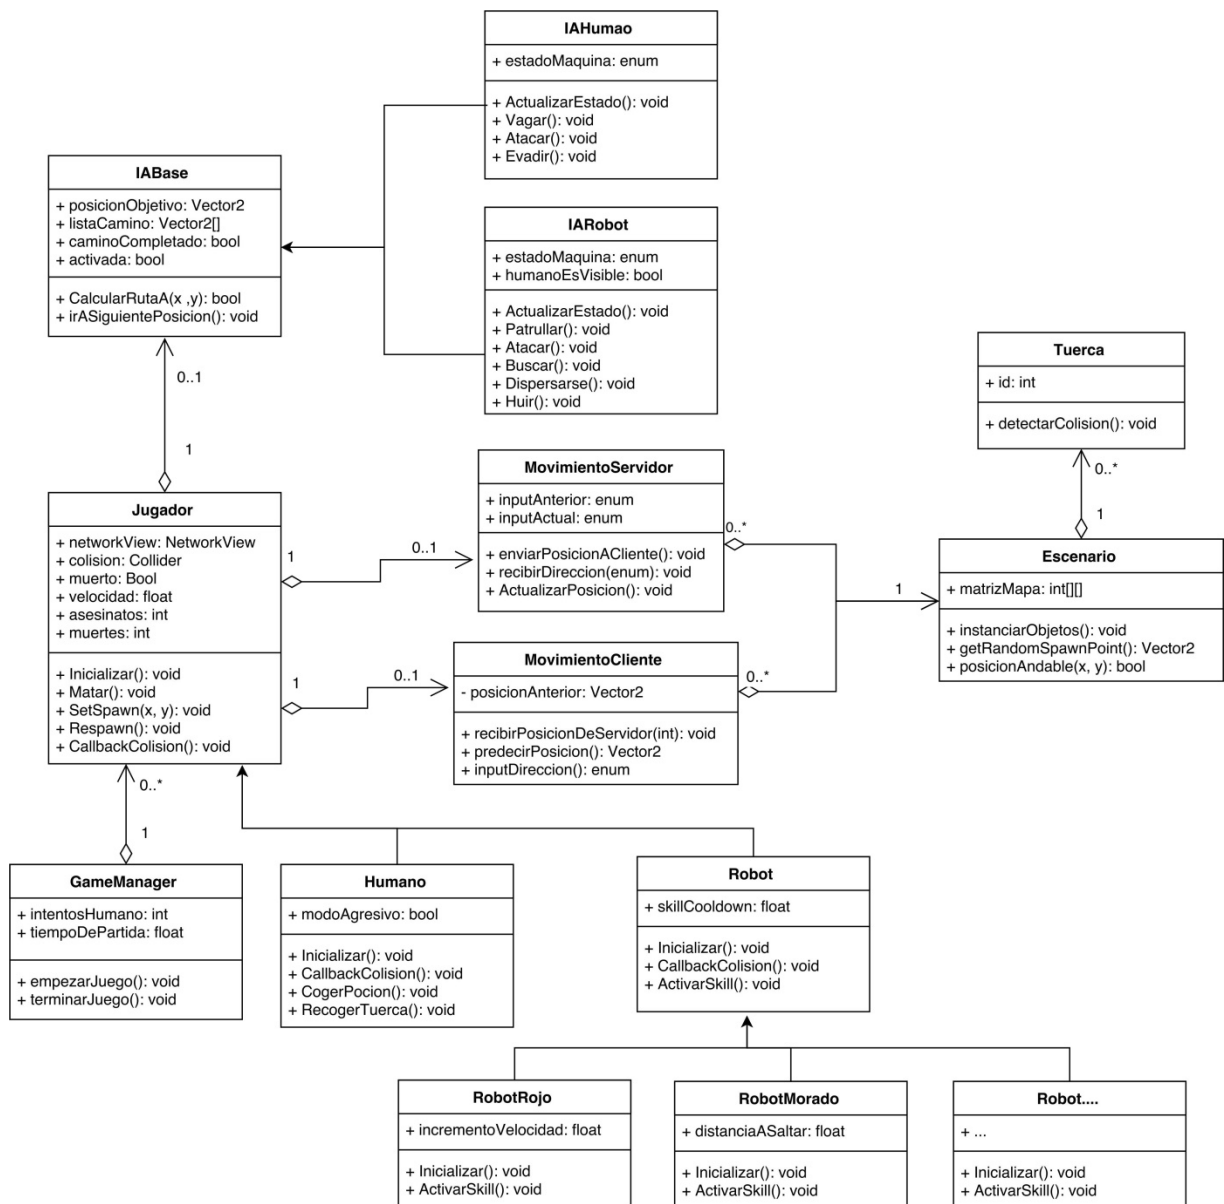 IAHumao
+ estadoMaquina: enum
+ ActualizarEstado(): void
+ Vagar(): void
+ Atacar(): void
+ Evadir(): void
IABase
+ posicionObjetivo: Vector2
+ listaCamino: Vector2[]
+ caminoCompletado: bool
+ activada: bool
+ CalcularRutaA(x ,y): bool
+ irASiguientePosicion(): void
IARobot
+ estadoMaquina: enum
+ humanoEsVisible: bool
+ ActualizarEstado(): void
+ Patrullar(): void
+ Atacar(): void
+ Buscar(): void
+ Dispersarse(): void
+ Huir(): void
0..1
1
Tuerca
+ id: int
+ detectarColision(): void
0..*
1
Jugador
+ networkView: NetworkView
+ colision: Collider
+ muerto: Bool
+ velocidad: float
+ asesinatos: int
+ muertes: int
+ Inicializar(): void
+ Matar(): void
+ SetSpawn(x, y): void
+ Respawn(): void
+ CallbackColision(): void
1
0..1
MovimientoServidor
+ inputAnterior: enum
+ inputActual: enum
+ enviarPosicionACliente(): void
+ recibirDireccion(enum): void
+ ActualizarPosicion(): void
0..*
1
Escenario
+ matrizMapa: int[][]
+ instanciarObjetos(): void
+ getRandomSpawnPoint(): Vector2
+ posicionAndable(x, y): bool
1
0..1
MovimientoCliente
- posicionAnterior: Vector2
+ recibirPosicionDeServidor(int): void
+ predecirPosicion(): Vector2
+ inputDireccion(): enum
0..*
0..*
1
GameManager
+ intentosHumano: int
+ tiempoDePartida: float
+ empezarJuego(): void
+ terminarJuego(): void
Humano
+ modoAgresivo: bool
+ Inicializar(): void
+ CallbackColision(): void
+ CogerPocion(): void
+ RecogerTuerca(): void
Robot
+ skillCooldown: float
+ Inicializar(): void
+ CallbackColision(): void
+ ActivarSkill(): void
RobotRojo
+ incrementoVelocidad: float
+ Inicializar(): void
+ ActivarSkill(): void
RobotMorado
+ distanciaASaltar: float
+ Inicializar(): void
+ ActivarSkill(): void
Robot....
+ ...
+ Inicializar(): void
+ ActivarSkill(): void